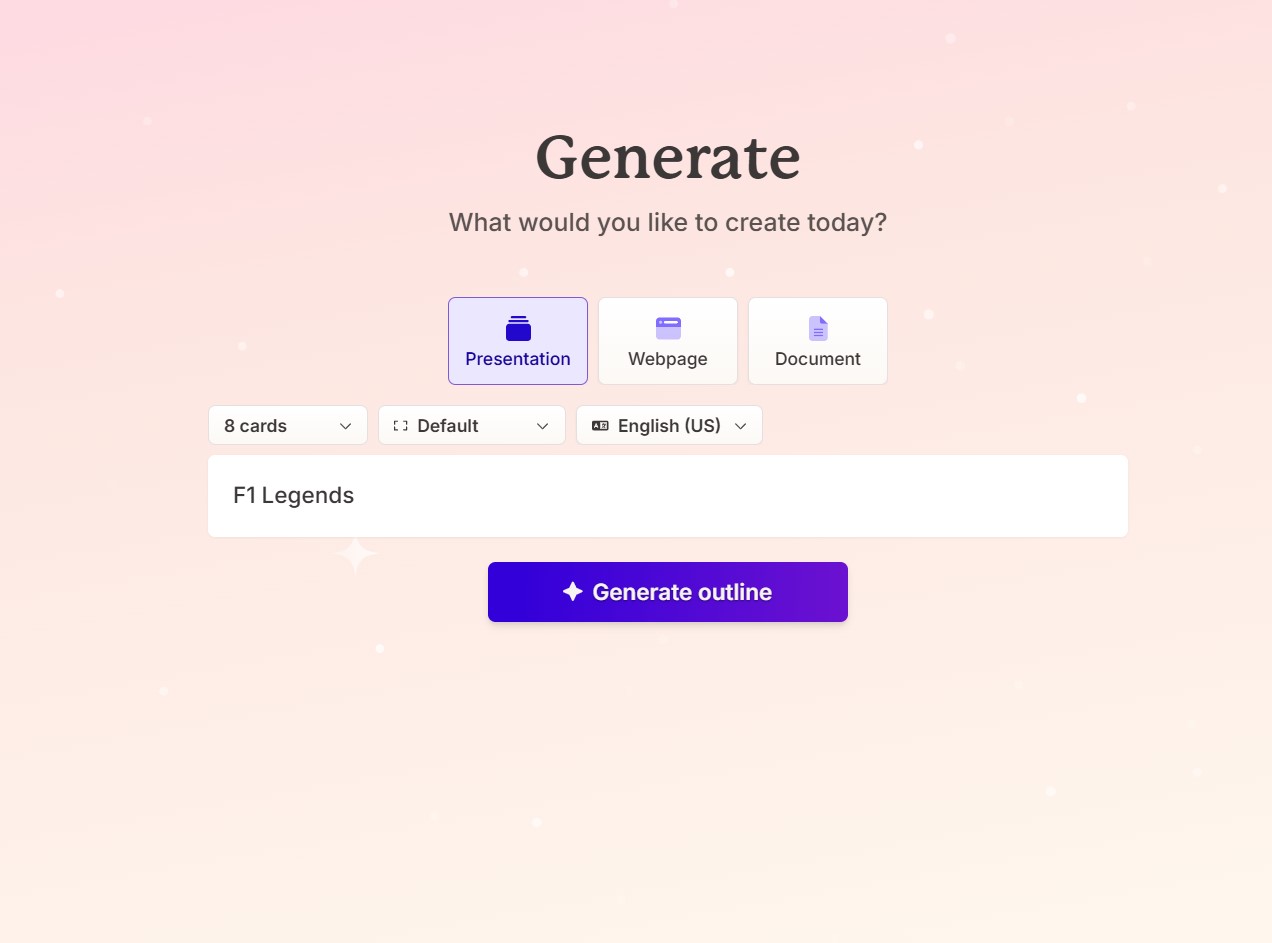 Generate
What would you like to create today?
Presentation
Webpage
Document
8 cards
Default
English (US)
F1 Legends
Generate outline